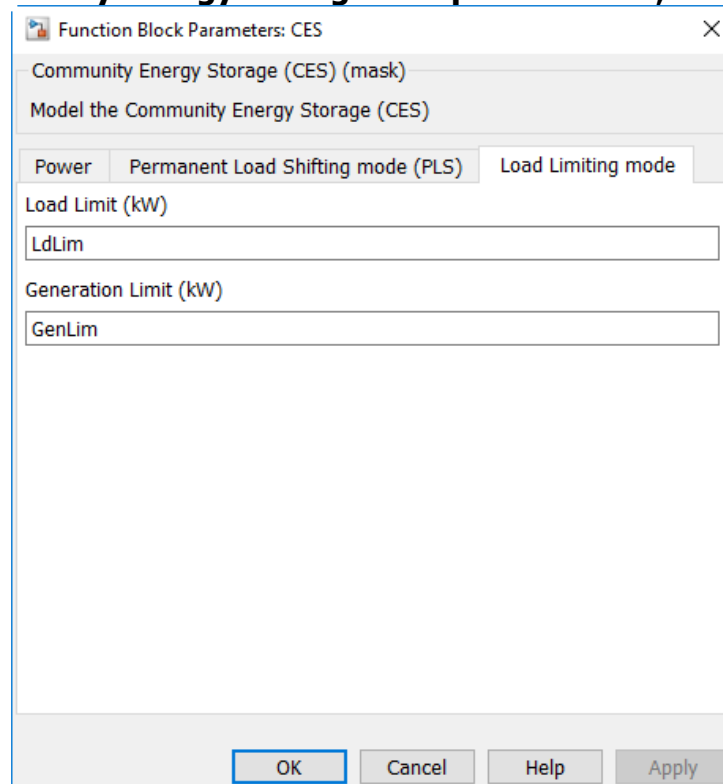 Function Block Parameters: CES
Community Energy Storage (CES) (mask)
Model the Community Energy Storage (CES)
Power Permanent Load Shifting mode (PLS) Load Limiting mode
Load Limit (kW)
LdLim
Generation Limit (kW)
GenLim
OK Cancel Help Apply